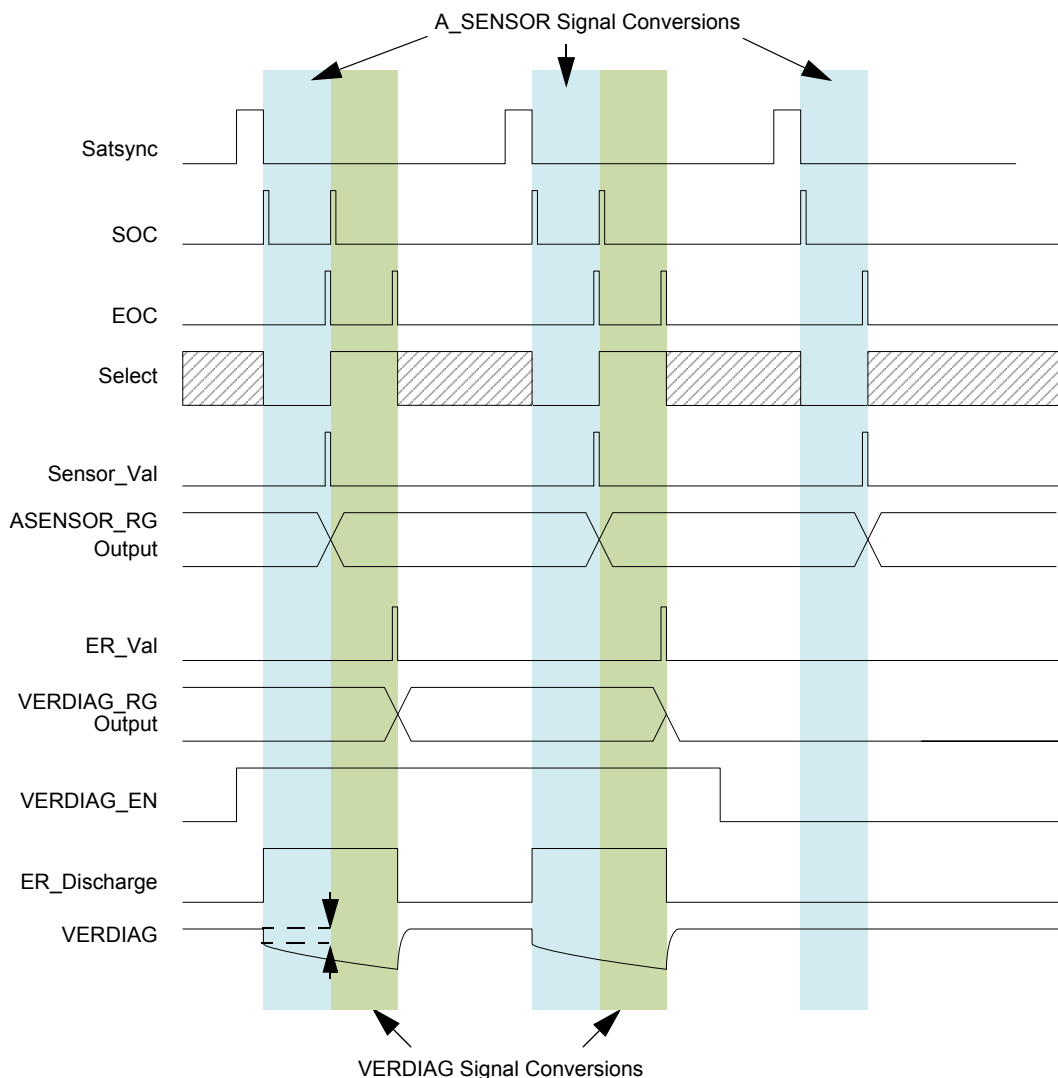 A_SENSOR Signal Conversions
Satsync
SOC
EOC
Select
Sensor_Val
ASENSOR_RG
Output
ER_Val
VERDIAG_RG
Output
VERDIAG_EN
ER_Discharge
VERDIAG
VERDIAG Signal Conversions